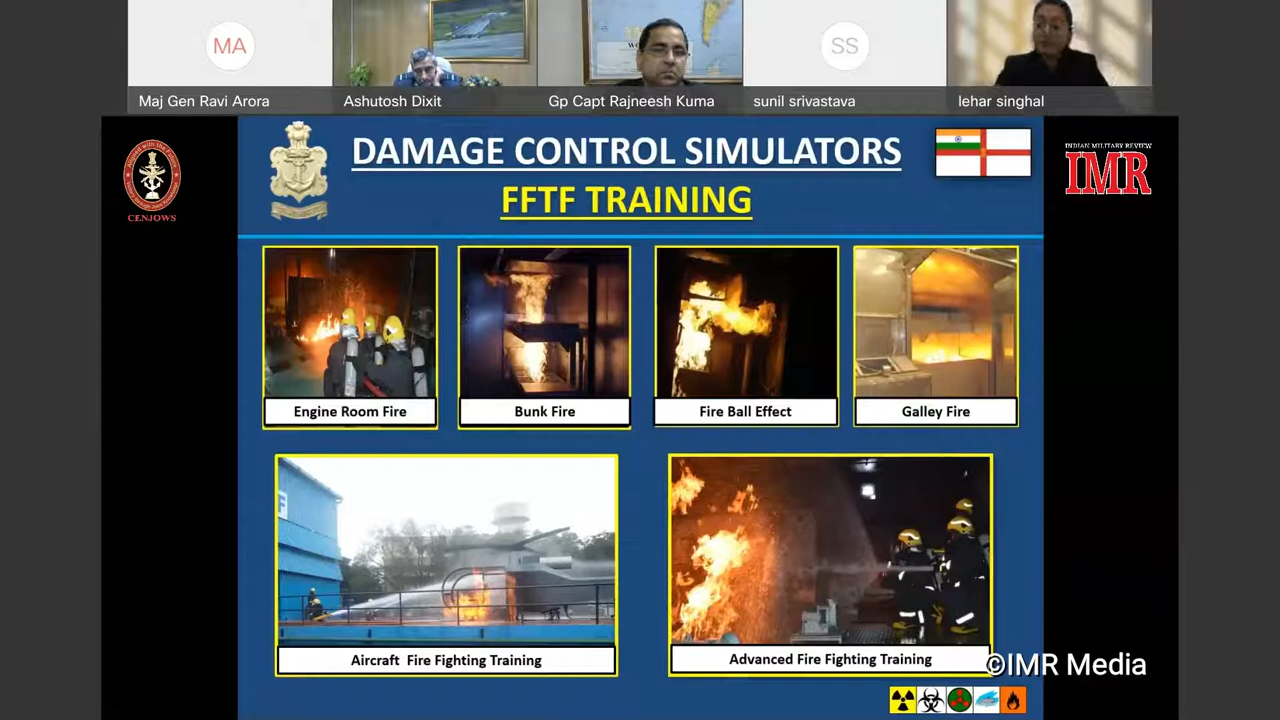 MA
SS
Maj Gen Ravi Arora
Ashutosh Dixit
Gp Capt Rajneesh Kuma
sunil srivastava
lehar singhal
DAMAGE CONTROL SIMULATORS
FFTF TRAINING
CENJOWS
INDIAN MILITARY REVIEW
IMR
Engine Room Fire
Bunk Fire
Fire Ball Effect
Galley Fire
Aircraft Fire Fighting Training
Advanced Fire Fighting Training
©IMR Media